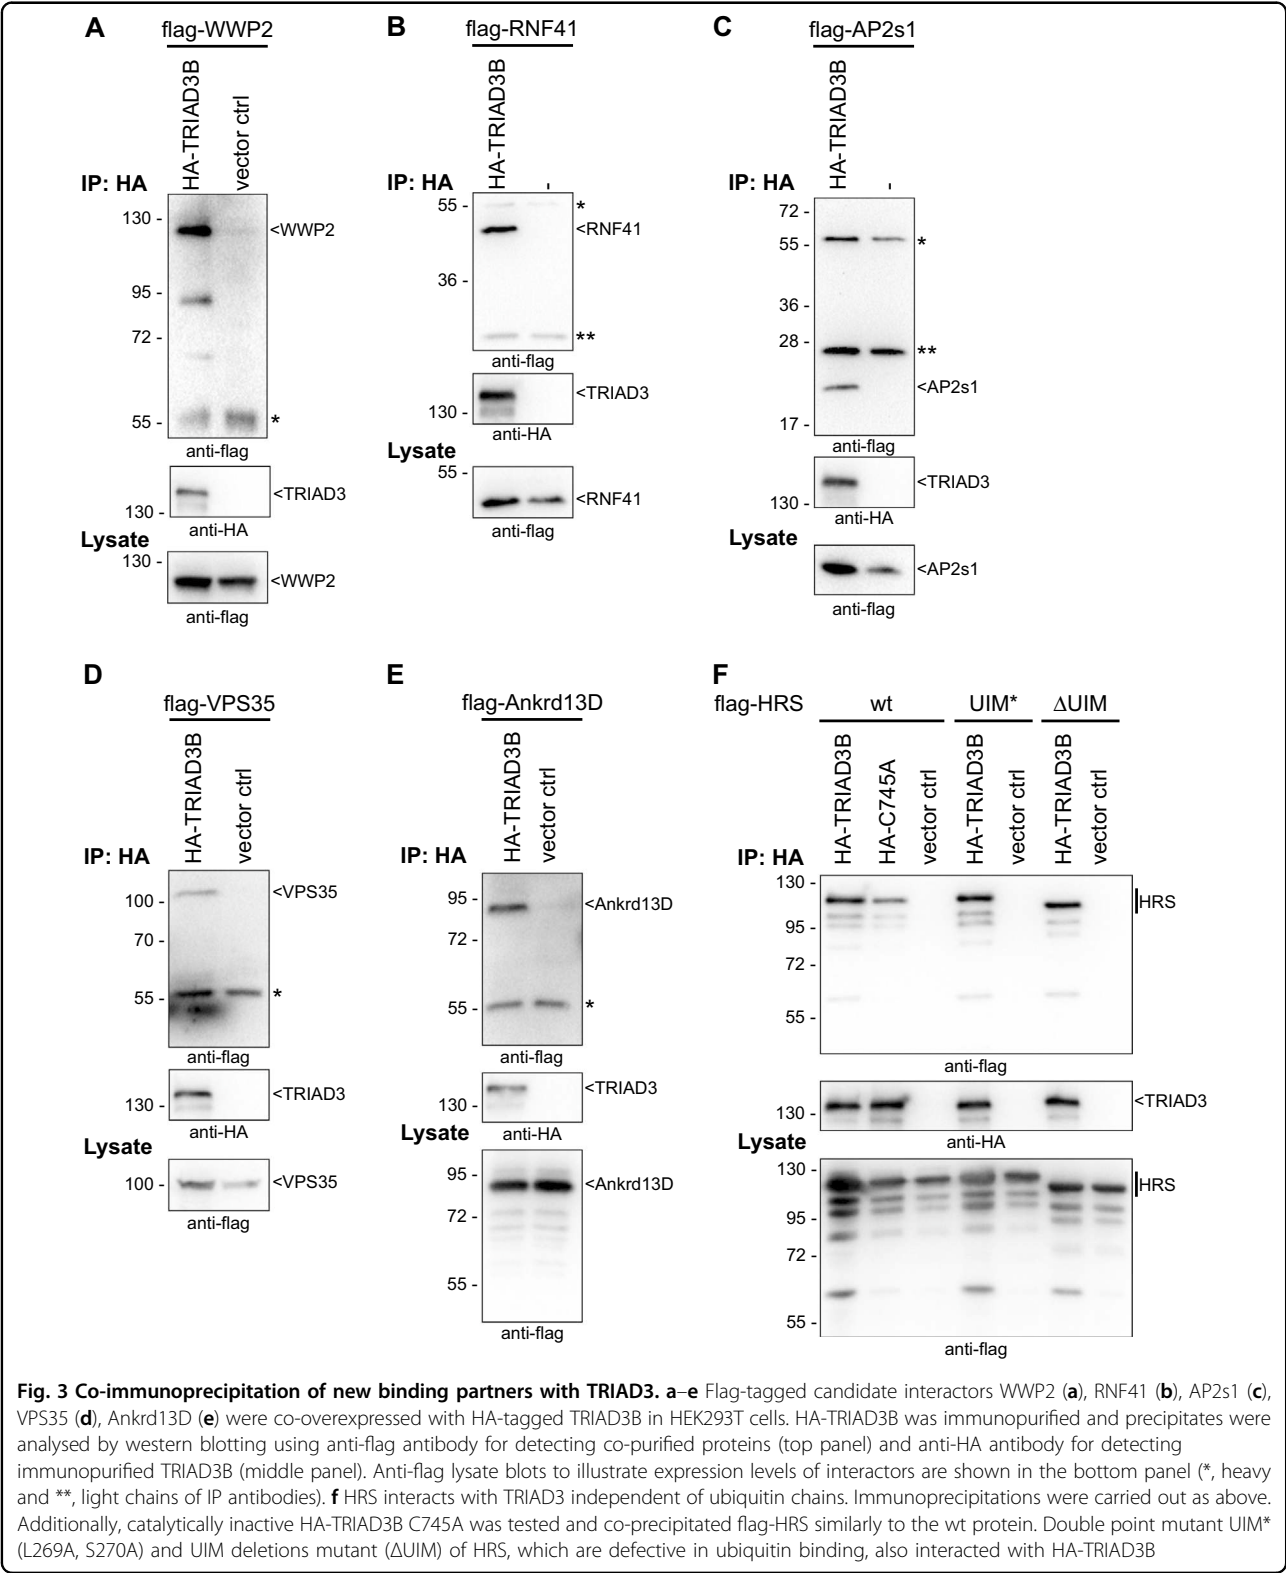 A
flag-WWP2
HA-TRIAD3B
vector ctrl
IP: HA
130 -
<WWP2
95 -
72 -
55 -
*
anti-flag
<TRIAD3
130 -
anti-HA
Lysate
130 -
<WWP2
anti-flag
B
flag-RNF41
HA-TRIAD3B
-
IP: HA
55 -
*
<RNF41
36 -
**
anti-flag
<TRIAD3
130 -
anti-HA
Lysate
55 -
<RNF41
anti-flag
C
flag-AP2s1
HA-TRIAD3B
-
IP: HA
72 -
55 -
*
36 -
28 -
**
<AP2s1
17 -
anti-flag
<TRIAD3
130 -
anti-HA
Lysate
<AP2s1
anti-flag
D
flag-VPS35
HA-TRIAD3B
vector ctrl
IP: HA
<VPS35
100 -
70 -
55 -
*
anti-flag
<TRIAD3
130 -
anti-HA
Lysate
100 -
<VPS35
anti-flag
E
flag-Ankrd13D
HA-TRIAD3B
vector ctrl
IP: HA
95 -
<Ankrd13D
72 -
55 -
*
anti-flag
<TRIAD3
130 -
anti-HA
Lysate
95 -
<Ankrd13D
72 -
55 -
anti-flag
F
flag-HRS
wt
UIM*
ΔUIM
HA-TRIAD3B
HA-C745A
vector ctrl
HA-TRIAD3B
vector ctrl
HA-TRIAD3B
vector ctrl
IP: HA
130 -
HRS
95 -
72 -
55 -
anti-flag
<TRIAD3
130 -
anti-HA
Lysate
130 -
HRS
95 -
72 -
55 -
anti-flag
Fig. 3 Co-immunoprecipitation of new binding partners with TRIAD3. a–e Flag-tagged candidate interactors WWP2 (a), RNF41 (b), AP2s1 (c),
VPS35 (d), Ankrd13D (e) were co-overexpressed with HA-tagged TRIAD3B in HEK293T cells. HA-TRIAD3B was immunopurified and precipitates were
analysed by western blotting using anti-flag antibody for detecting co-purified proteins (top panel) and anti-HA antibody for detecting
immunopurified TRIAD3B (middle panel). Anti-flag lysate blots to illustrate expression levels of interactors are shown in the bottom panel (*, heavy
and **, light chains of IP antibodies). f HRS interacts with TRIAD3 independent of ubiquitin chains. Immunoprecipitations were carried out as above.
Additionally, catalytically inactive HA-TRIAD3B C745A was tested and co-precipitated flag-HRS similarly to the wt protein. Double point mutant UIM*
(L269A, S270A) and UIM deletions mutant (ΔUIM) of HRS, which are defective in ubiquitin binding, also interacted with HA-TRIAD3B